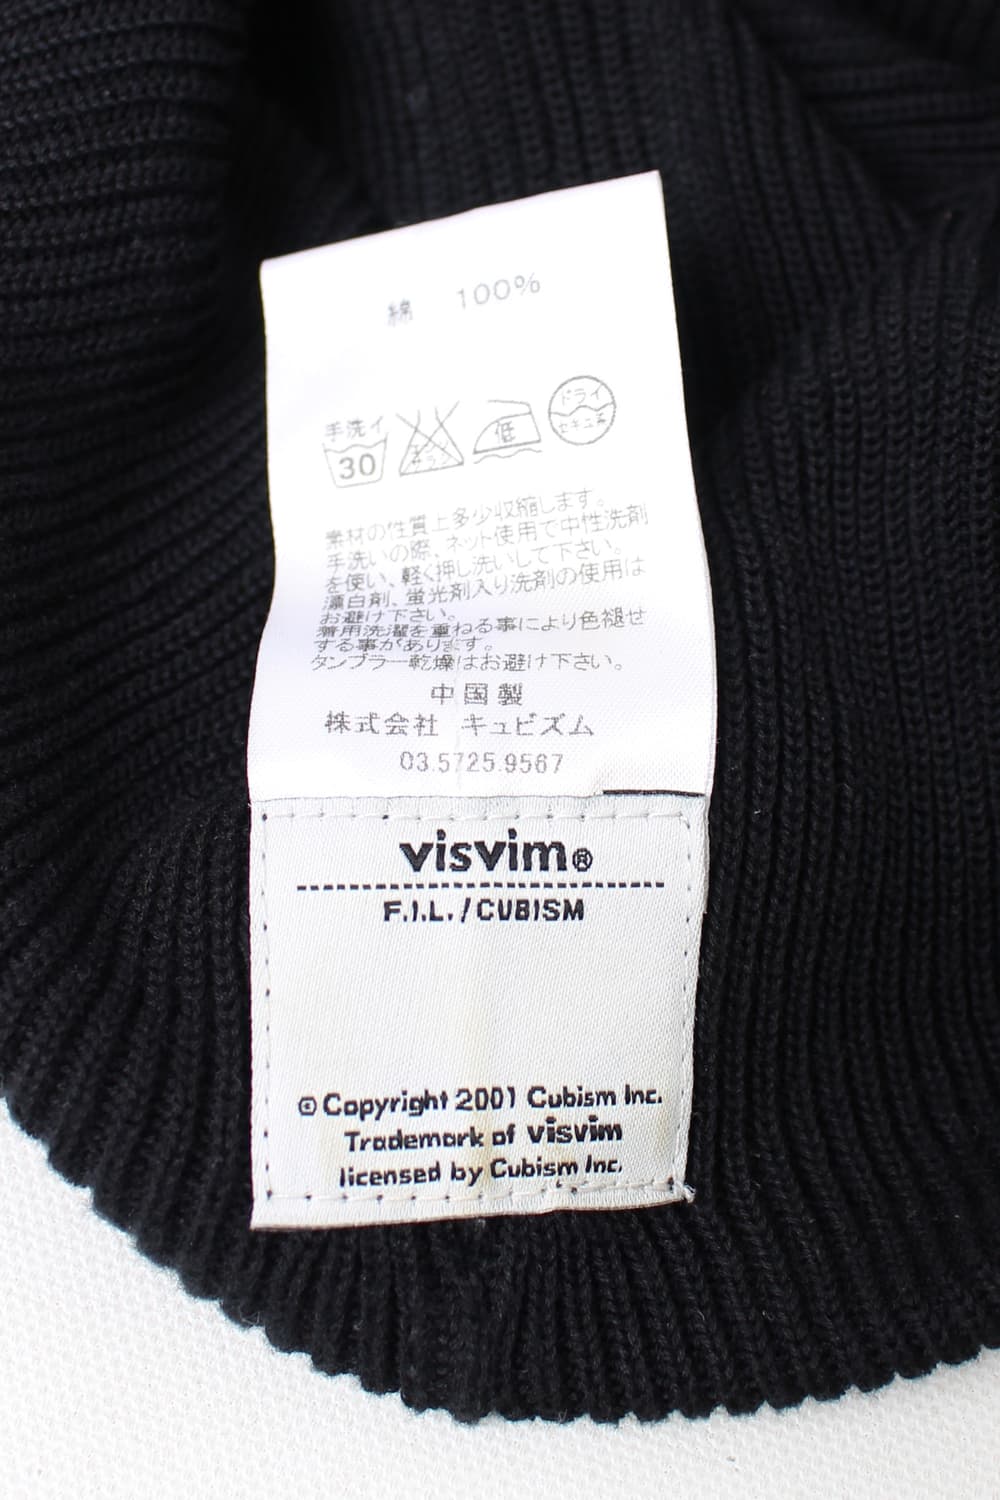 綿 100%
手洗イ
30
エンソ
サラシ
低
ドライ
セキユ系
素材の性質上多少収縮します。
手洗いの際、ネット使用で中性洗剤
を使い、軽く押し洗いして下さい。
漂白剤、蛍光剤入り洗剤の使用は
お避け下さい。
着用洗濯を重ねる事により色褪せ
する事があります。
タンブラー乾燥はお避け下さい。
中国製
株式会社 キュビズム
03.5725.9567
visvim®
F.I.L./CUBISM
© Copyright 2001 Cubism Inc.
Trademark of visvim
licensed by Cubism Inc.